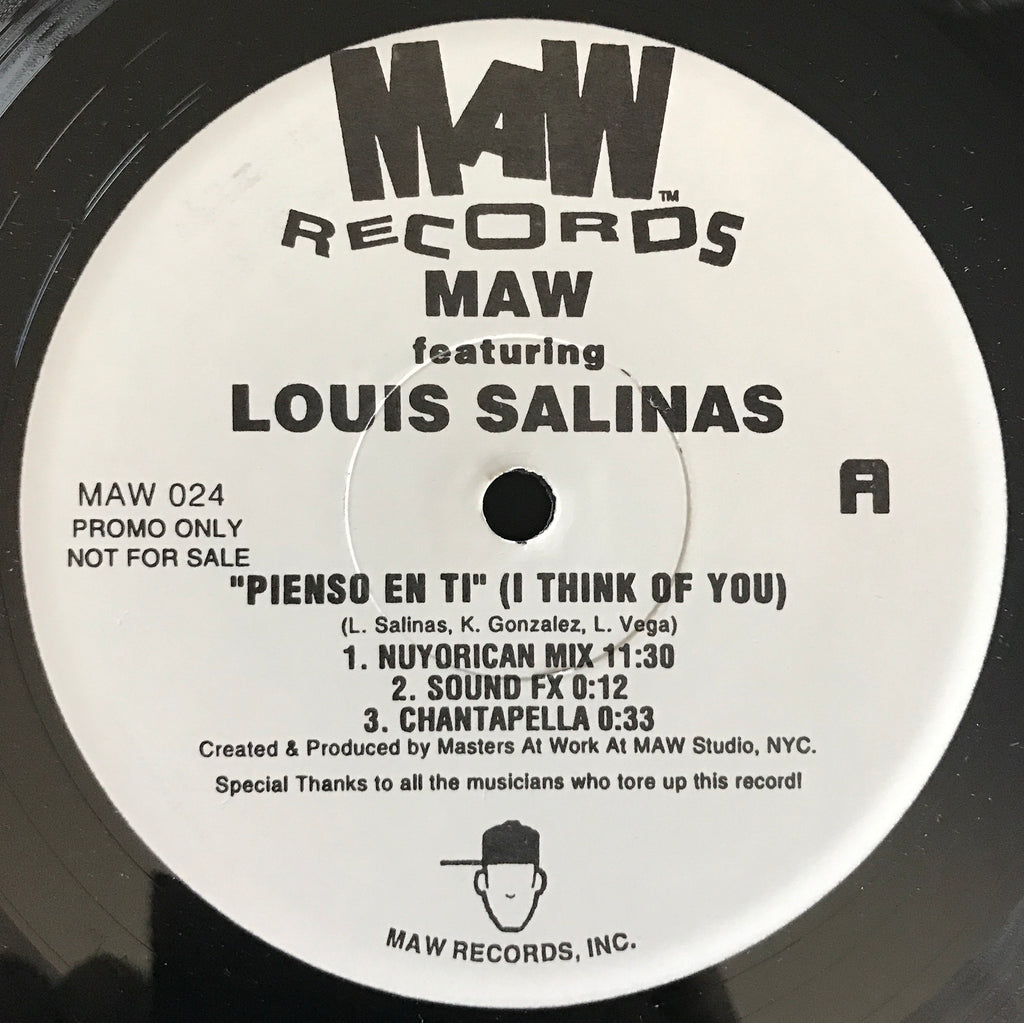 MAW
RECORDS™
MAW
featuring
LOUIS SALINAS
A
MAW 024
PROMO ONLY
NOT FOR SALE
"PIENSO EN TI" (I THINK OF YOU)
(L. Salinas, K. Gonzalez, L. Vega)
1. NUYORICAN MIX 11:30
2. SOUND FX 0:12
3. CHANTAPELLA 0:33
Created & Produced by Masters At Work At MAW Studio, NYC.
Special Thanks to all the musicians who tore up this record!
MAW RECORDS, INC.